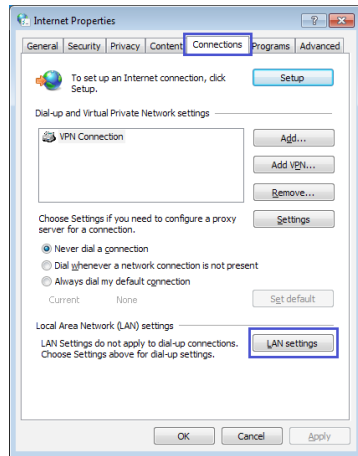 Internet Properties
General Security Privacy Content Connections Programs Advanced
To set up an Internet connection, click
Setup.
Setup
Dial-up and Virtual Private Network settings
VPN Connection
Add...
Add VPN...
Remove...
Choose Settings if you need to configure a proxy
server for a connection.
Settings
Never dial a connection
Dial whenever a network connection is not present
Always dial my default connection
Current None
Set default
Local Area Network (LAN) settings
LAN Settings do not apply to dial-up connections.
Choose Settings above for dial-up settings.
LAN settings
OK Cancel Apply